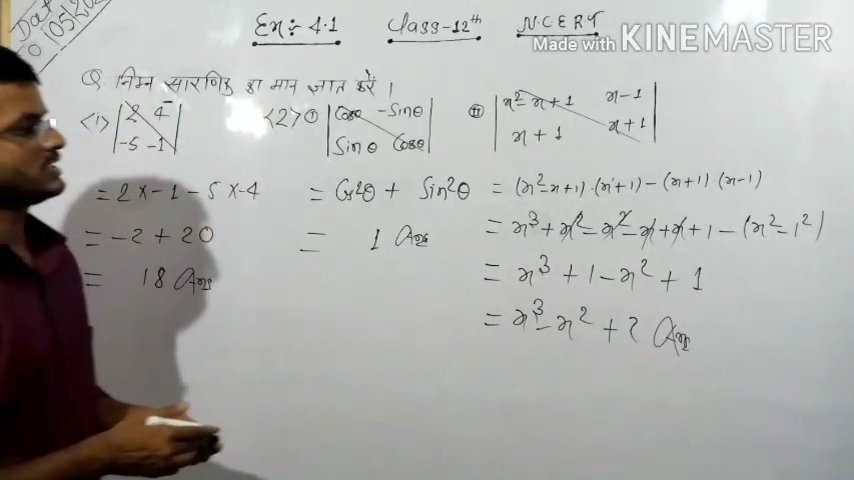 Dat
05/20
Ex :- 4.1 Class-12th N.C.E.R.T
Made with KINEMASTER
Q. निम्न सारणिक का मान ज्ञात करें ।
<1> | 2 4 |
| -5 -1 |
<2> ① | Cosθ -Sinθ |
| Sinθ Cosθ |
② | x²-x+1 x-1 |
| x+1 x+1 |
= 2 x -1 - 5 x -4
= -2 + 20
= 18 Ans
= Cos²θ + Sin²θ
= 1 Ans
= (x²-x+1).(x+1) - (x+1) (x-1)
= x³ + x² - x² - x + x + 1 - (x² - 1²)
= x³ + 1 - x² + 1
= x³ - x² + 2 Ans